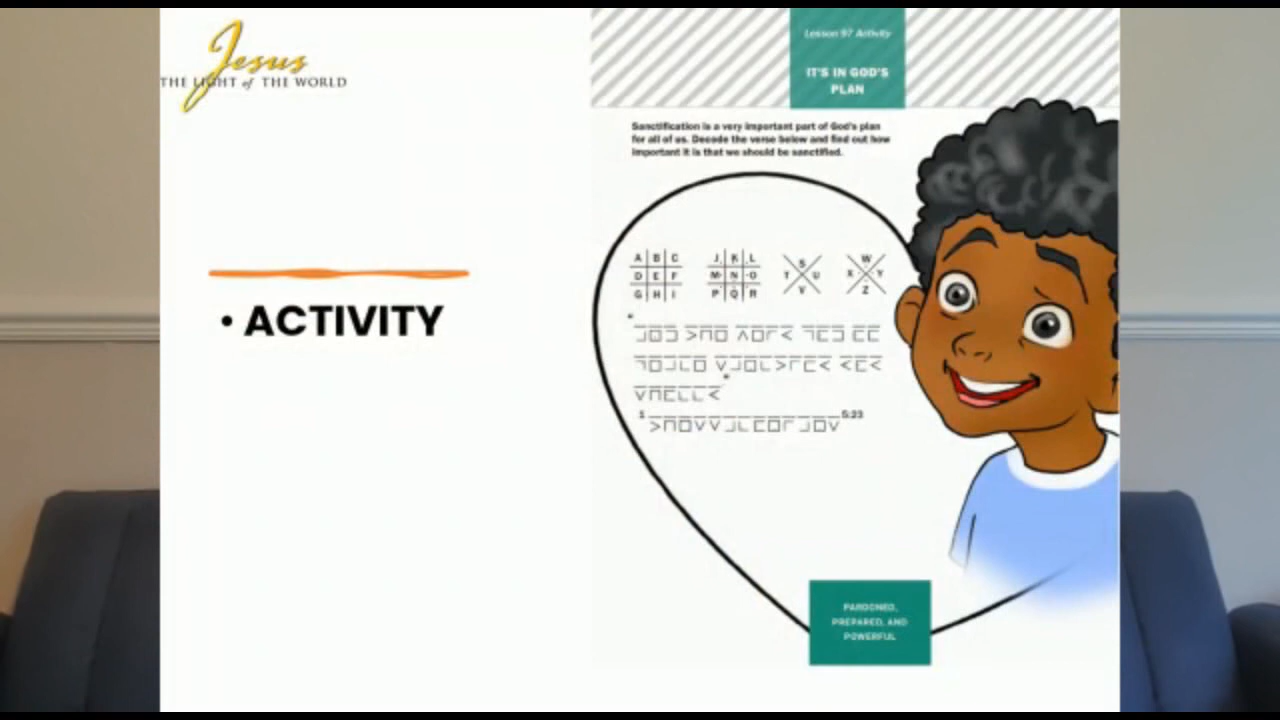 Jesus
THE LIGHT of THE WORLD
• ACTIVITY
Lesson 97 Activity
IT'S IN GOD'S
PLAN
Sanctification is a very important part of God's plan
for all of us. Decode the verse below and find out how
important it is that we should be sanctified.
A B C J K L S W
D E F M N O T U X Y
G H I P Q R V Z
1 5:23
PARDONED,
PREPARED, AND
POWERFUL